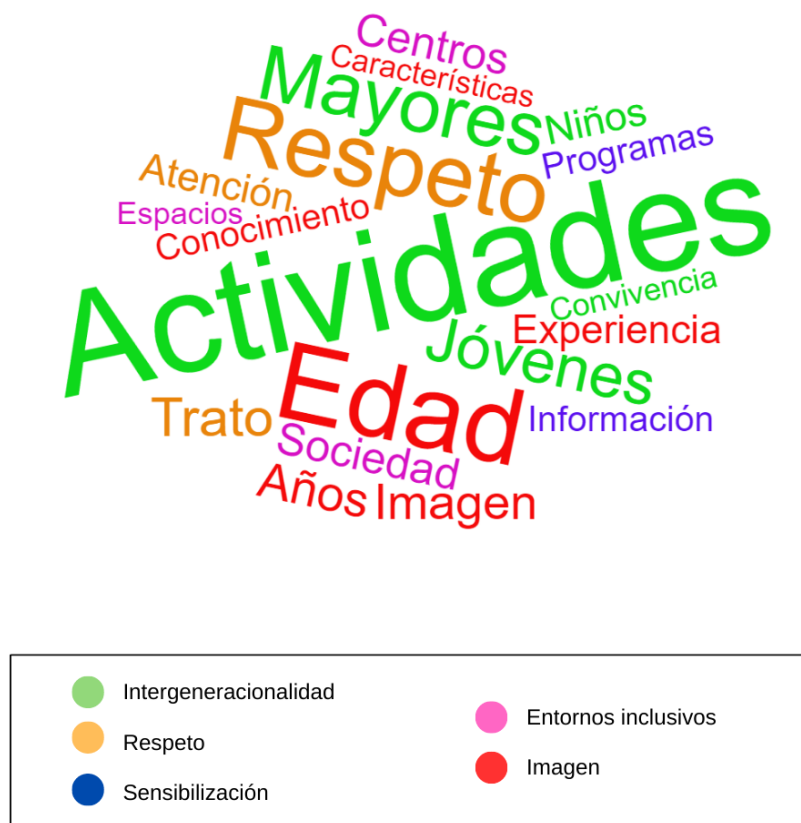 Centros
Características
Mayores
Niños
Respeto
Programas
Atención
Espacios
Conocimiento
Actividades
Convivencia
Experiencia
Jóvenes
Edad
Trato
Información
Sociedad
Años
Imagen
Intergeneracionalidad
Respeto
Sensibilización
Entornos inclusivos
Imagen